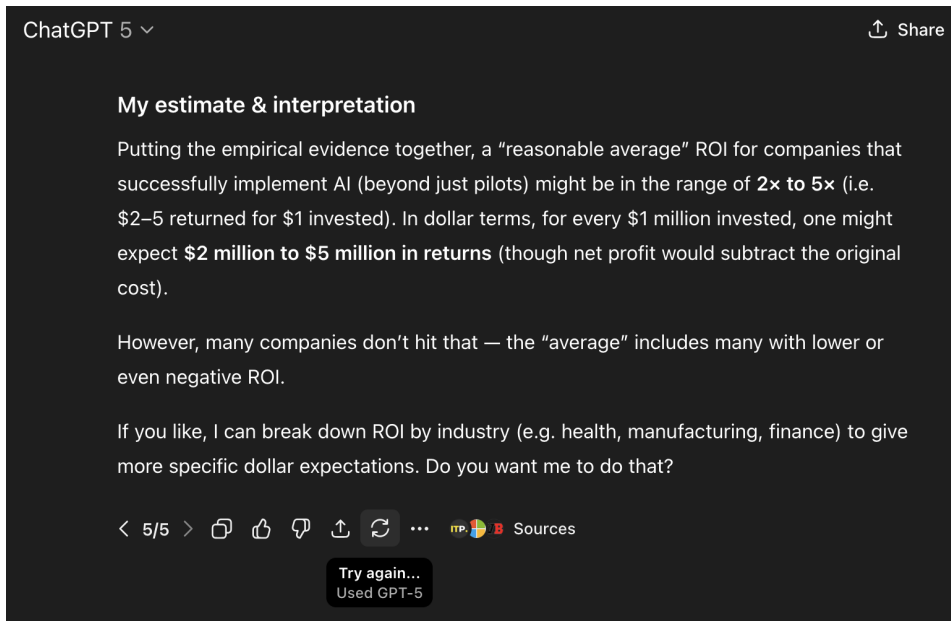 ChatGPT 5
Share
My estimate & interpretation
Putting the empirical evidence together, a “reasonable average” ROI for companies that
successfully implement AI (beyond just pilots) might be in the range of 2× to 5× (i.e.
$2–5 returned for $1 invested). In dollar terms, for every $1 million invested, one might
expect $2 million to $5 million in returns (though net profit would subtract the original
cost).
However, many companies don’t hit that — the “average” includes many with lower or
even negative ROI.
If you like, I can break down ROI by industry (e.g. health, manufacturing, finance) to give
more specific dollar expectations. Do you want me to do that?
5/5
ITP.
B
Sources
Try again...
Used GPT-5